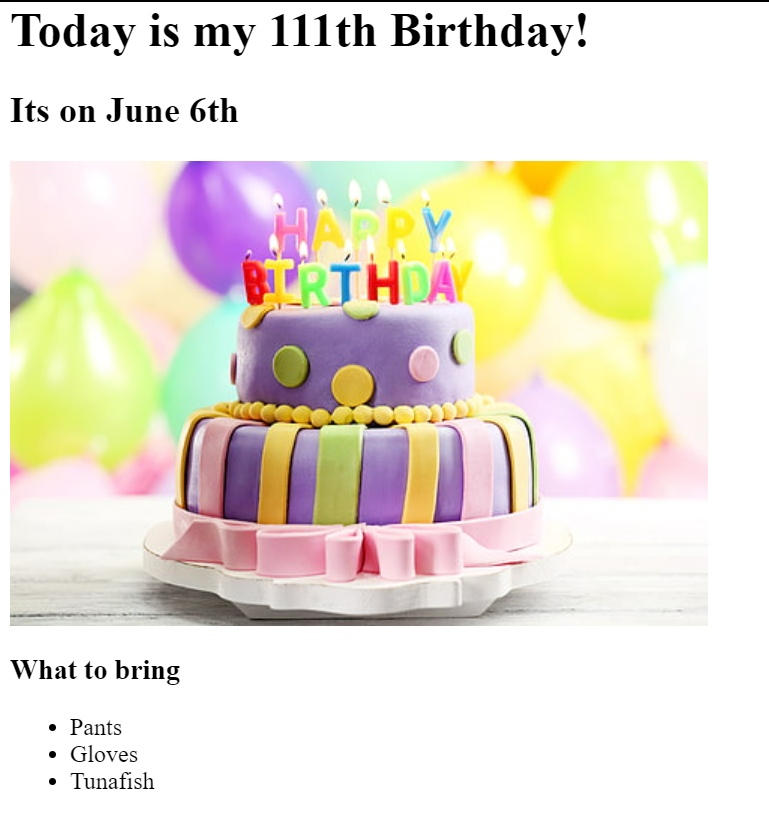 Today is my 111th Birthday!
Its on June 6th
HAPPY
BIRTHDAY
What to bring
Pants
Gloves
Tunafish